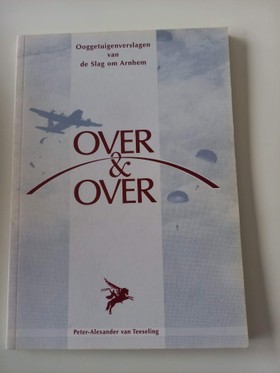 Ooggetuigenverslagen
van
de Slag om Arnhem
OVER
&
OVER
Peter-Alexander van Teeseling